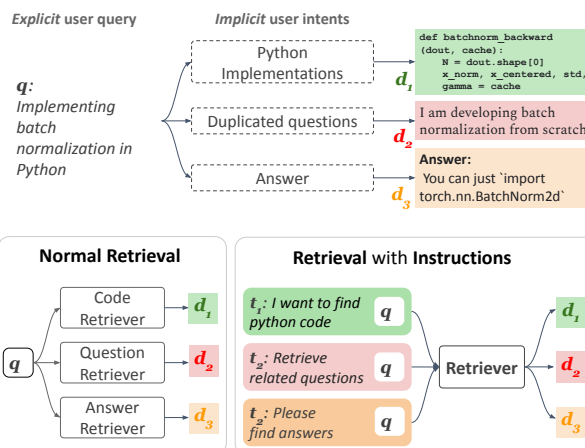 Explicit user query
Implicit user intents
q:
Implementing
batch
normalization in
Python
Python
Implementations
d1
def batchnorm_backward
(dout, cache):
N = dout.shape[0]
x_norm, x_centered, std,
gamma = cache
Duplicated questions
d2
I am developing batch
normalization from scratch
Answer
d3
Answer:
You can just `import
torch.nn.BatchNorm2d`
Normal Retrieval
q
Code
Retriever
d1
Question
Retriever
d2
Answer
Retriever
d3
Retrieval with Instructions
t1: I want to find
python code
q
t2: Retrieve
related questions
q
t2: Please
find answers
q
Retriever
d1
d2
d3